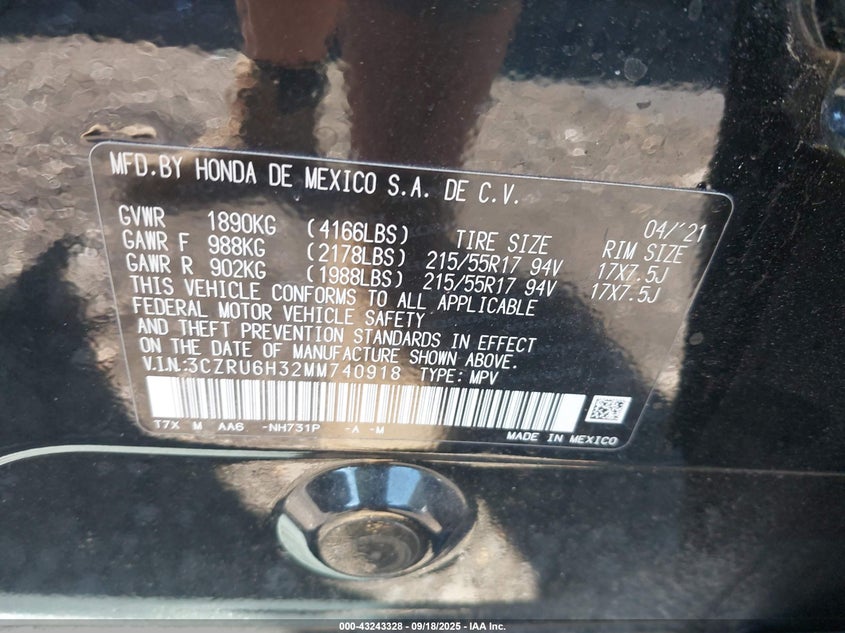 MFD.BY HONDA DE MEXICO S.A. DE C.V.
04/'21
GVWR 1890KG (4166LBS) TIRE SIZE RIM SIZE
GAWR F 988KG (2178LBS) 215/55R17 94V 17X7.5J
GAWR R 902KG (1988LBS) 215/55R17 94V 17X7.5J
THIS VEHICLE CONFORMS TO ALL APPLICABLE
FEDERAL MOTOR VEHICLE SAFETY
AND THEFT PREVENTION STANDARDS IN EFFECT
ON THE DATE OF MANUFACTURE SHOWN ABOVE.
V.I.N.:3CZRU6H32MM740918 TYPE: MPV
T7X M AA6 -NH731P -A -M
MADE IN MEXICO
000-43243328 - 09/18/2025 - IAA Inc.